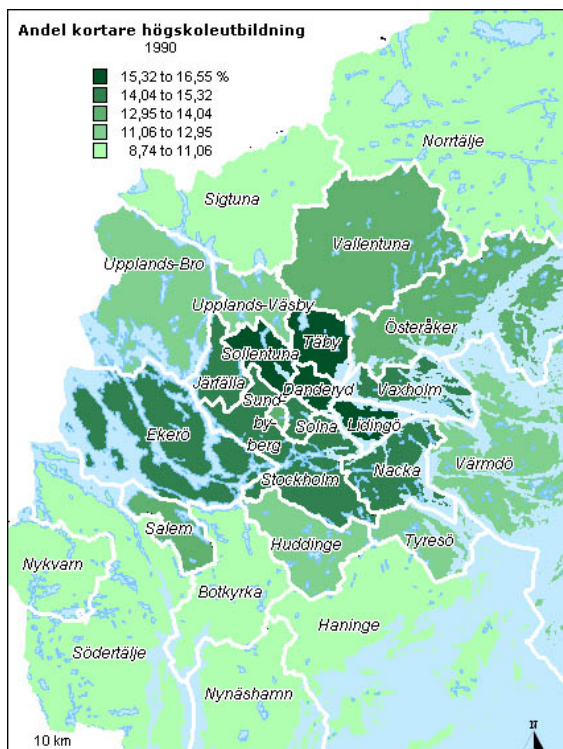 Andel kortare högskoleutbildning
1990
15,32 to 16,55 %
14,04 to 15,32
12,95 to 14,04
11,06 to 12,95
8,74 to 11,06
Norrtälje
Sigtuna
Vallentuna
Upplands-Bro
Upplands-Väsby
Österåker
Täby
Sollentuna
Järfälla
Danderyd
Vaxholm
Sund-
by-
berg
Solna
Lidingö
Ekerö
Nacka
Värmdö
Stockholm
Salem
Huddinge
Tyresö
Nykvarn
Botkyrka
Haninge
Södertälje
Nynäshamn
10 km
N